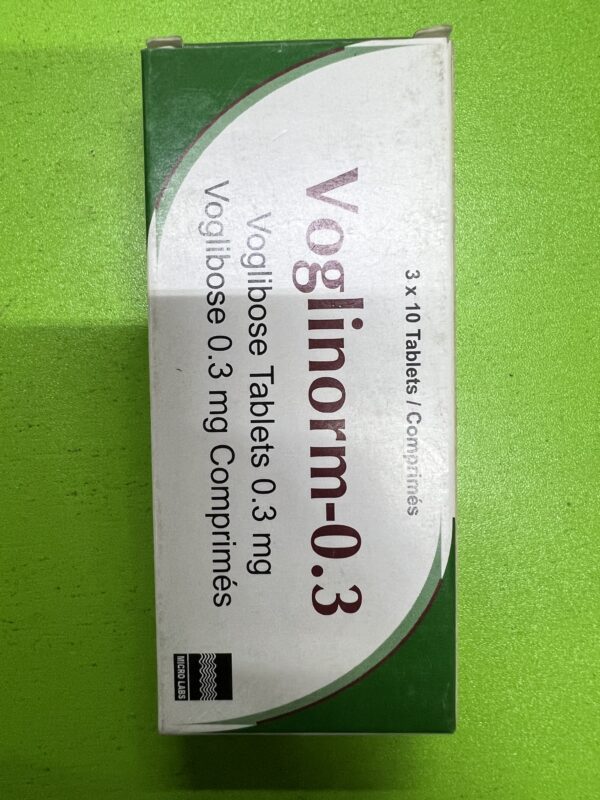 3 x 10 Tablets / Comprimés
Voglinorm-0.3
Voglibose Tablets 0.3 mg
Voglibose 0.3 mg Comprimés
MICRO LABS